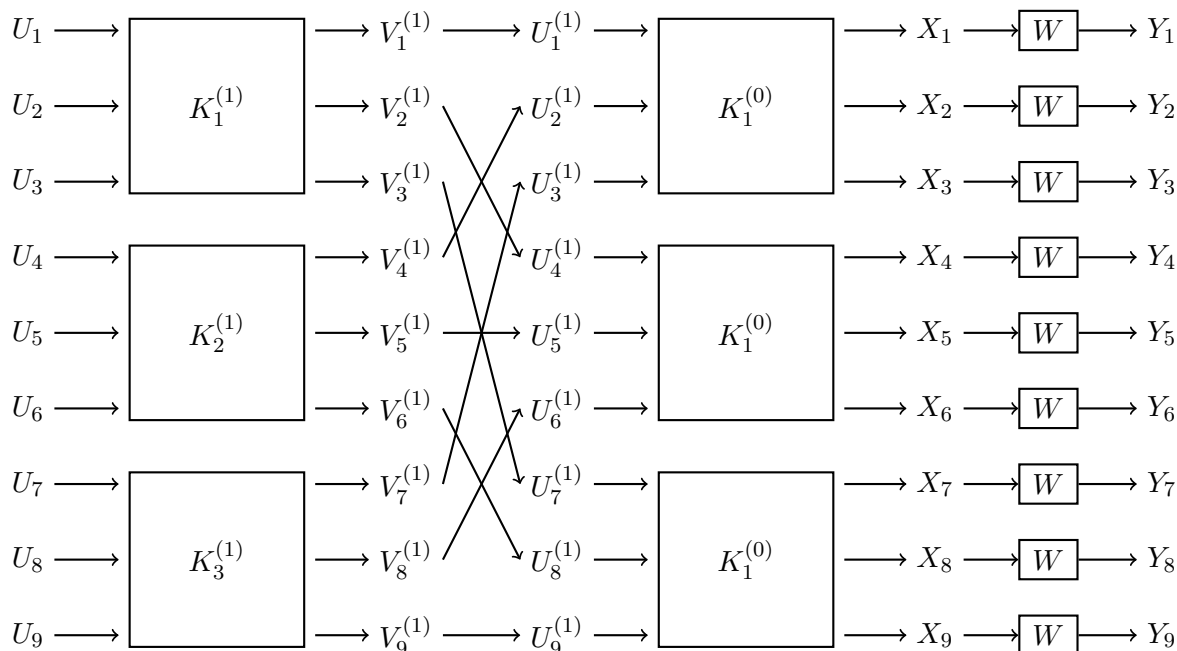 U_1 V_1^{(1)} U_1^{(1)} X_1 W Y_1
U_2 K_1^{(1)} V_2^{(1)} U_2^{(1)} K_1^{(0)} X_2 W Y_2
U_3 V_3^{(1)} U_3^{(1)} X_3 W Y_3
U_4 V_4^{(1)} U_4^{(1)} X_4 W Y_4
U_5 K_2^{(1)} V_5^{(1)} U_5^{(1)} K_1^{(0)} X_5 W Y_5
U_6 V_6^{(1)} U_6^{(1)} X_6 W Y_6
U_7 V_7^{(1)} U_7^{(1)} X_7 W Y_7
U_8 K_3^{(1)} V_8^{(1)} U_8^{(1)} K_1^{(0)} X_8 W Y_8
U_9 V_9^{(1)} U_9^{(1)} X_9 W Y_9